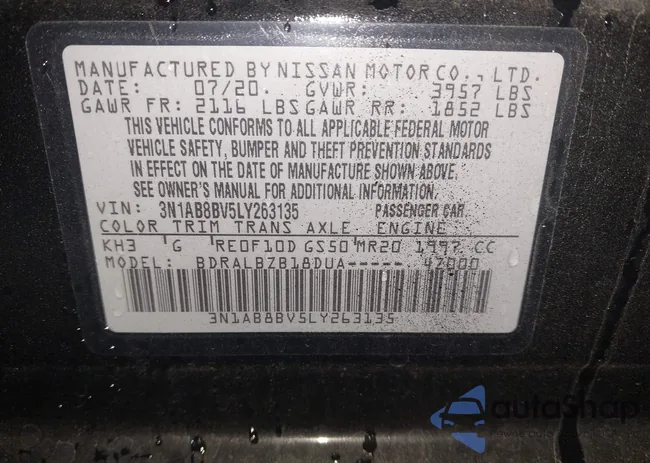 MANUFACTURED BY NISSAN MOTOR CO., LTD.
DATE: 07/20. GVWR: 3957 LBS
GAWR FR: 2116 LBS GAWR RR: 1852 LBS
THIS VEHICLE CONFORMS TO ALL APPLICABLE FEDERAL MOTOR
VEHICLE SAFETY, BUMPER AND THEFT PREVENTION STANDARDS
IN EFFECT ON THE DATE OF MANUFACTURE SHOWN ABOVE.
SEE OWNER'S MANUAL FOR ADDITIONAL INFORMATION.
VIN: 3N1AB8BV5LY263135 PASSENGER CAR
COLOR TRIM TRANS AXLE ENGINE
KH3 G RE0F10D GS50 MR20 1997 CC
MODEL: BDRALBZB18DUA----- 4Z000
3N1AB8BV5LY263135
autoShap